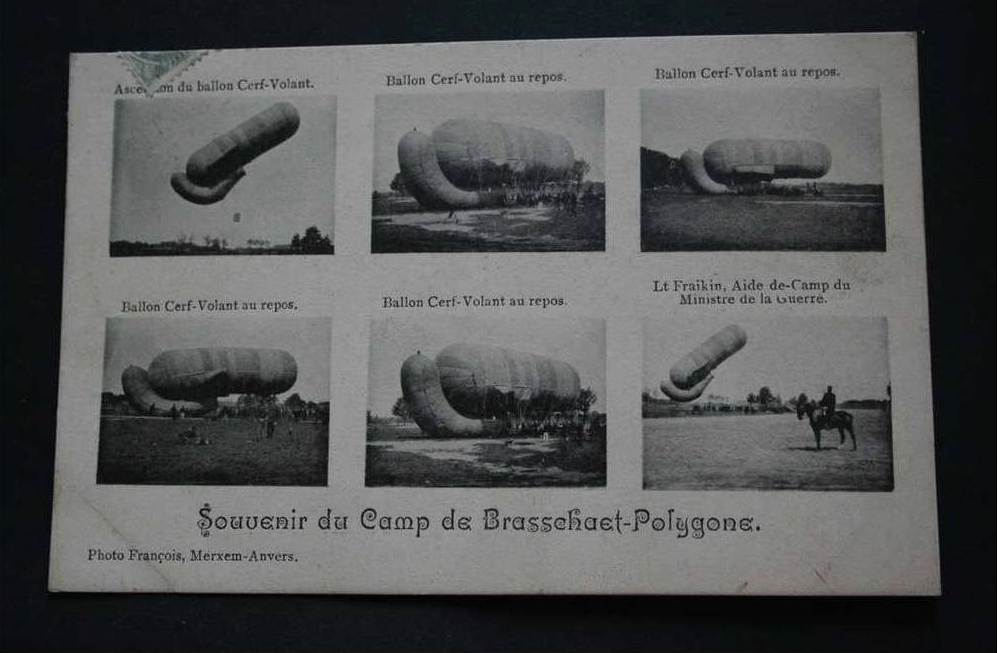 Ascension du ballon Cerf-Volant.
Ballon Cerf-Volant au repos.
Ballon Cerf-Volant au repos.
Ballon Cerf-Volant au repos.
Ballon Cerf-Volant au repos.
Lt Fraikin, Aide de-Camp du
Ministre de la Guerre.
Souvenir du Camp de Brasschaet-Polygone.
Photo François, Merxem-Anvers.